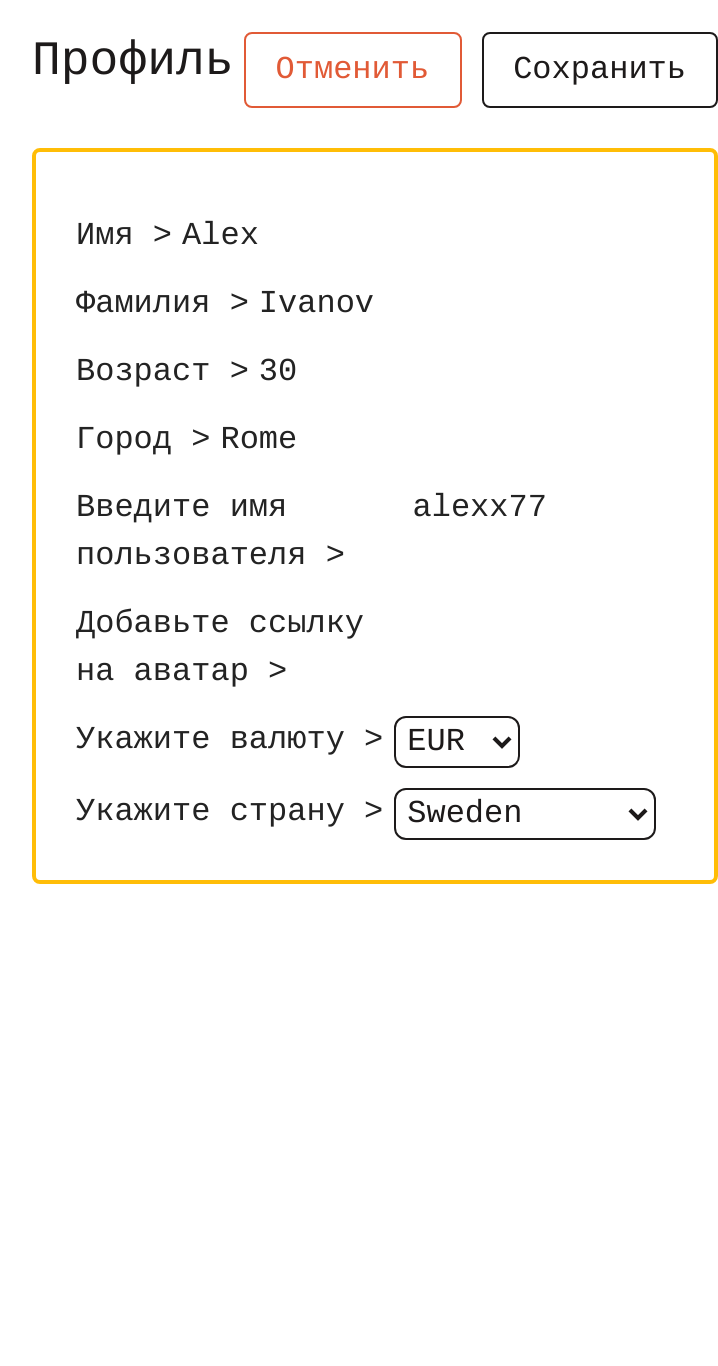 Профиль Отменить Сохранить
Имя > Alex
Фамилия > Ivanov
Возраст > 30
Город > Rome
Введите имя alexx77
пользователя >
Добавьте ссылку
на аватар >
Укажите валюту > EUR
Укажите страну > Sweden